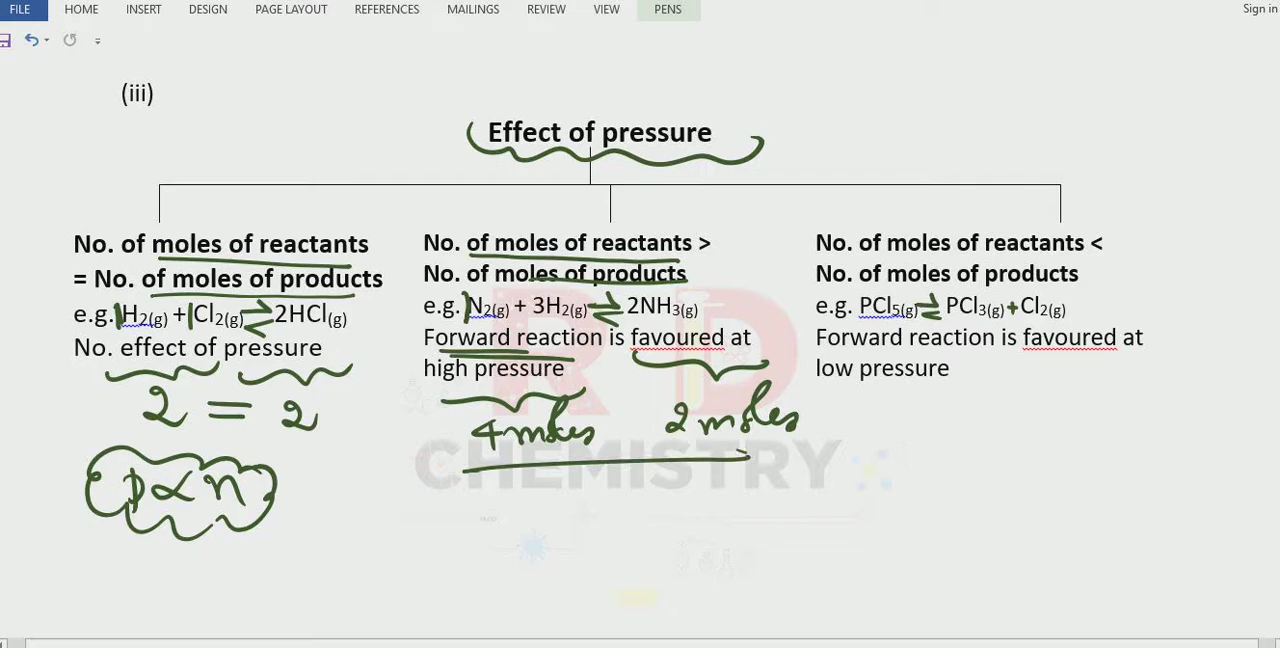 FILE HOME INSERT DESIGN PAGE LAYOUT REFERENCES MAILINGS REVIEW VIEW PENS Sign in
(iii)
Effect of pressure
No. of moles of reactants
= No. of moles of products
e.g. 1H₂(g) + 1Cl₂(g) ⇌ 2HCl(g)
No. effect of pressure
2 = 2
p ∝ n
No. of moles of reactants >
No. of moles of products
e.g. 1N₂(g) + 3H₂(g) ⇌ 2NH₃(g)
Forward reaction is favoured at
high pressure
4 moles 2 moles
No. of moles of reactants <
No. of moles of products
e.g. PCl₅(g) ⇌ PCl₃(g) + Cl₂(g)
Forward reaction is favoured at
low pressure
RD
CHEMISTRY